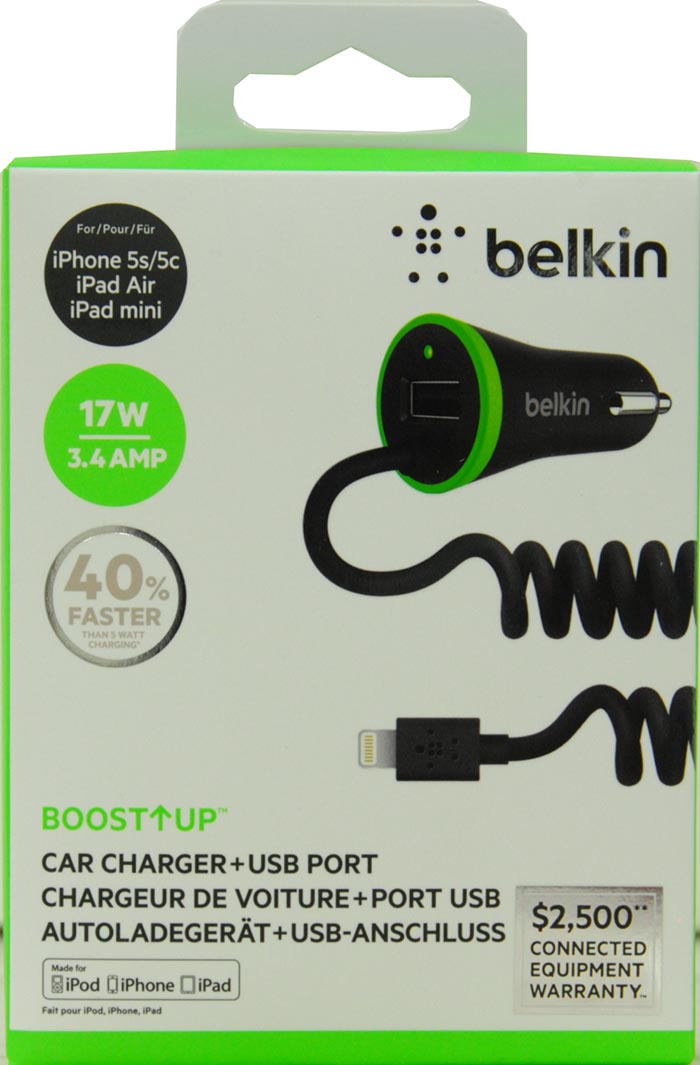 For/Pour/Für
iPhone 5s/5c
iPad Air
iPad mini
belkin
17W
3.4 AMP
belkin
40%
FASTER
THAN 5 WATT
CHARGING*
BOOST↑UP™
CAR CHARGER+USB PORT
CHARGEUR DE VOITURE+PORT USB
AUTOLADEGERÄT+USB-ANSCHLUSS
$2,500**
CONNECTED
EQUIPMENT
WARRANTY™
Made for
iPod iPhone iPad
Fait pour iPod, iPhone, iPad